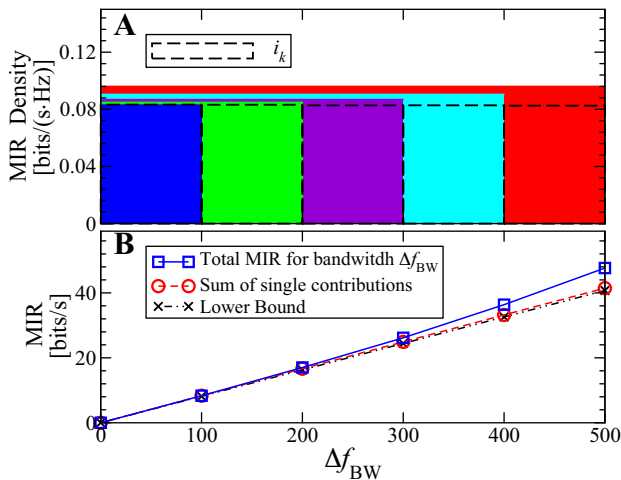 A
i_k
0.12
0.08
0.04
0
MIR Density
[bits/(s·Hz)]
B
Total MIR for bandwitdh Δf_BW
Sum of single contributions
Lower Bound
40
20
0
MIR
[bits/s]
0 100 200 300 400 500
Δf_BW